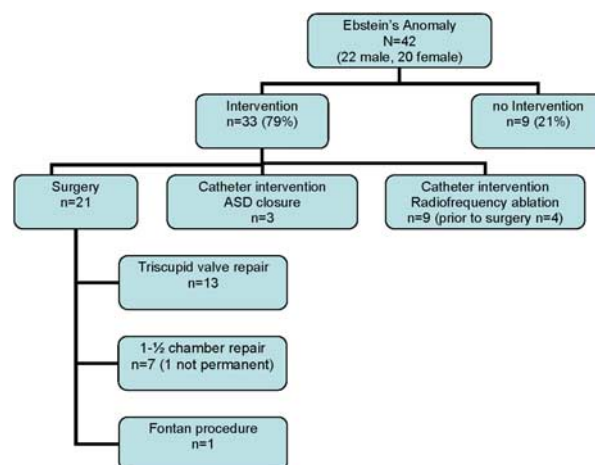 Ebstein's Anomaly
N=42
(22 male, 20 female)
Intervention
n=33 (79%)
no Intervention
n=9 (21%)
Surgery
n=21
Catheter intervention
ASD closure
n=3
Catheter intervention
Radiofrequency ablation
n=9 (prior to surgery n=4)
Triscupid valve repair
n=13
1-½ chamber repair
n=7 (1 not permanent)
Fontan procedure
n=1